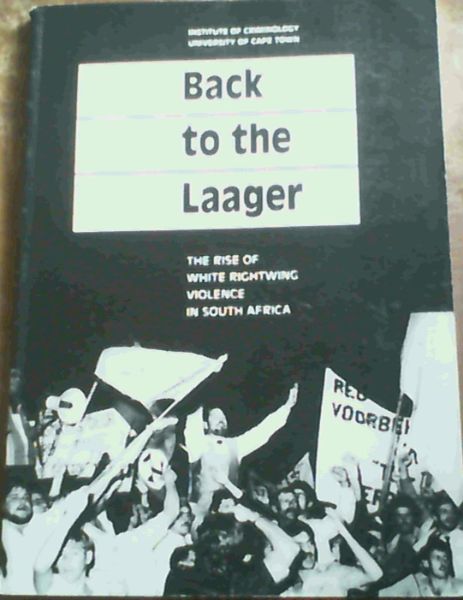 INSTITUTE OF CRIMINOLOGY
UNIVERSITY OF CAPE TOWN
Back
to the
Laager
THE RISE OF
WHITE RIGHTWING
VIOLENCE
IN SOUTH AFRICA
VOORBE